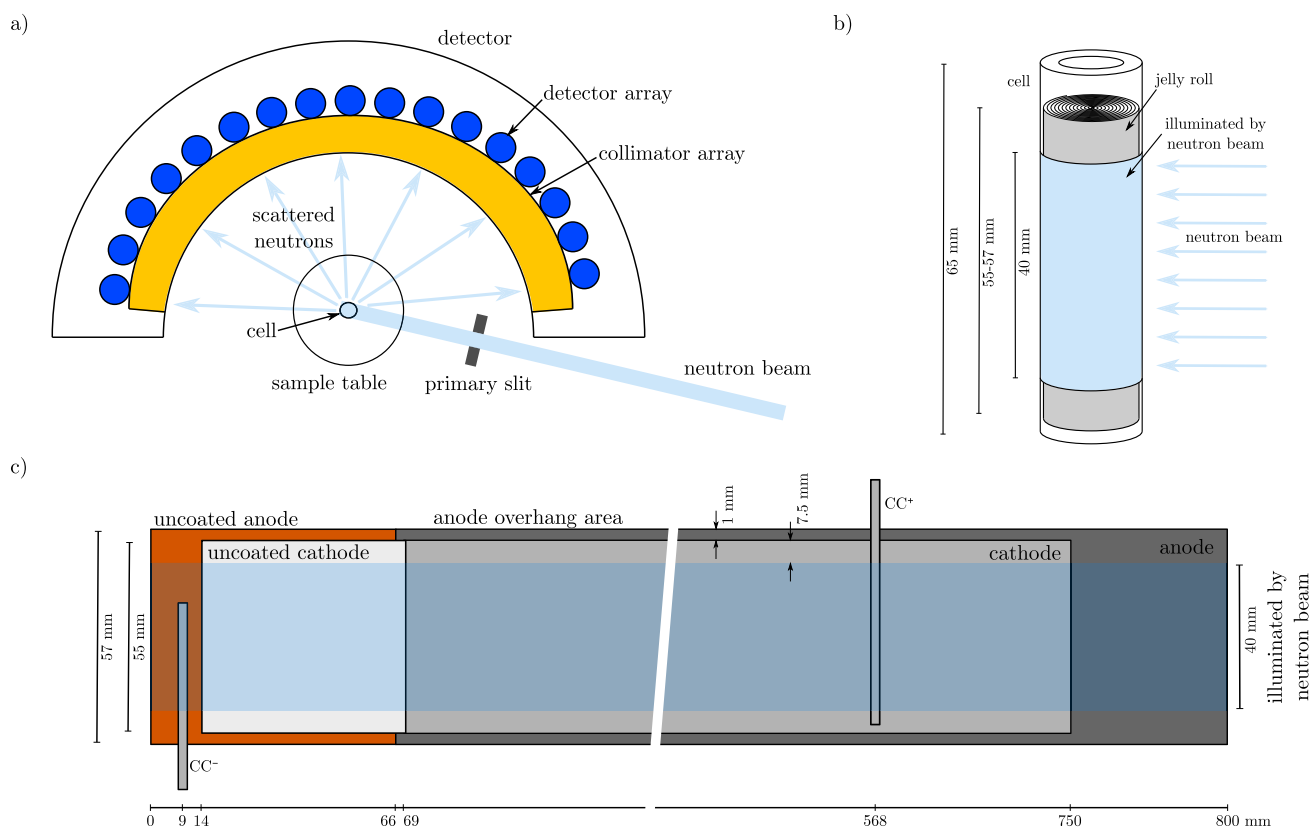 a)
detector
detector array
collimator array
scattered
neutrons
cell
sample table
primary slit
neutron beam
b)
cell
jelly roll
illuminated by
neutron beam
neutron beam
65 mm
55-57 mm
40 mm
c)
uncoated anode
anode overhang area
1 mm
7.5 mm
CC⁺
uncoated cathode
cathode
anode
57 mm
55 mm
40 mm
illuminated by
neutron beam
CC⁻
0 9 14 66 69 568 750 800 mm